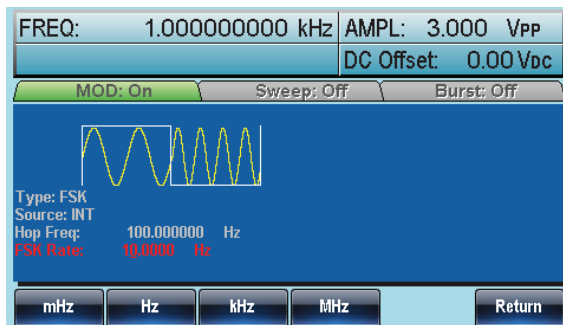 FREQ: 1.000000000 kHz AMPL: 3.000 VPP
DC Offset: 0.00 VDC
MOD: On Sweep: Off Burst: Off
Type: FSK
Source: INT
Hop Freq: 100.000000 Hz
FSK Rate: 10.0000 Hz
mHz Hz kHz MHz Return